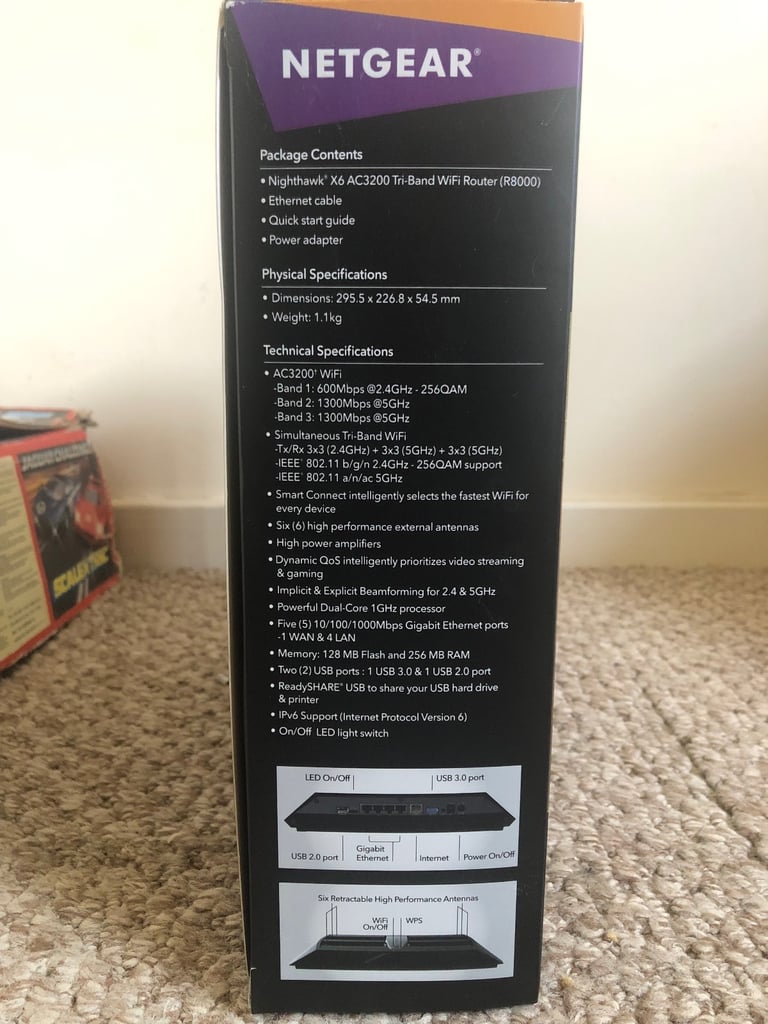 NETGEAR®
Package Contents
• Nighthawk® X6 AC3200 Tri-Band WiFi Router (R8000)
• Ethernet cable
• Quick start guide
• Power adapter
Physical Specifications
• Dimensions: 295.5 x 226.8 x 54.5 mm
• Weight: 1.1kg
Technical Specifications
• AC3200† WiFi
-Band 1: 600Mbps @2.4GHz - 256QAM
-Band 2: 1300Mbps @5GHz
-Band 3: 1300Mbps @5GHz
• Simultaneous Tri-Band WiFi
-Tx/Rx 3x3 (2.4GHz) + 3x3 (5GHz) + 3x3 (5GHz)
-IEEE® 802.11 b/g/n 2.4GHz - 256QAM support
-IEEE® 802.11 a/n/ac 5GHz
• Smart Connect intelligently selects the fastest WiFi for
every device
• Six (6) high performance external antennas
• High power amplifiers
• Dynamic QoS intelligently prioritizes video streaming
& gaming
• Implicit & Explicit Beamforming for 2.4 & 5GHz
• Powerful Dual-Core 1GHz processor
• Five (5) 10/100/1000Mbps Gigabit Ethernet ports
-1 WAN & 4 LAN
• Memory: 128 MB Flash and 256 MB RAM
• Two (2) USB ports : 1 USB 3.0 & 1 USB 2.0 port
• ReadySHARE® USB to share your USB hard drive
& printer
• IPv6 Support (Internet Protocol Version 6)
• On/Off LED light switch
LED On/Off
USB 3.0 port
USB 2.0 port
Gigabit
Ethernet
Internet
Power On/Off
Six Retractable High Performance Antennas
WiFi
On/Off
WPS
SCALEXTRIC